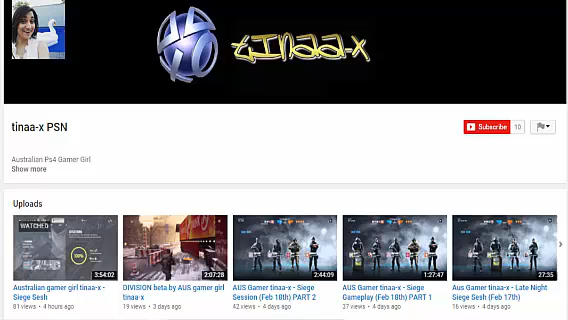 tinaa-x
tinaa-x PSN
Subscribe 10
Australian Ps4 Gamer Girl
Show more
Uploads
WATCHED
100%
3:54:02
2:07:28
2:44:09
1:27:47
27:35
Australian gamer girl tinaa-x -
Siege Sesh
81 views • 4 hours ago
DIVISION beta by AUS gamer girl
tinaa-x
19 views • 3 days ago
AUS Gamer tinaa-x - Siege
Session (Feb 18th) PART 2
42 views • 4 days ago
AUS Gamer tinaa-x - Siege
Gameplay (Feb 18th) PART 1
37 views • 4 days ago
AUS Gamer tinaa-x - Late Night
Siege Sesh (Feb 17th)
16 views • 4 days ago